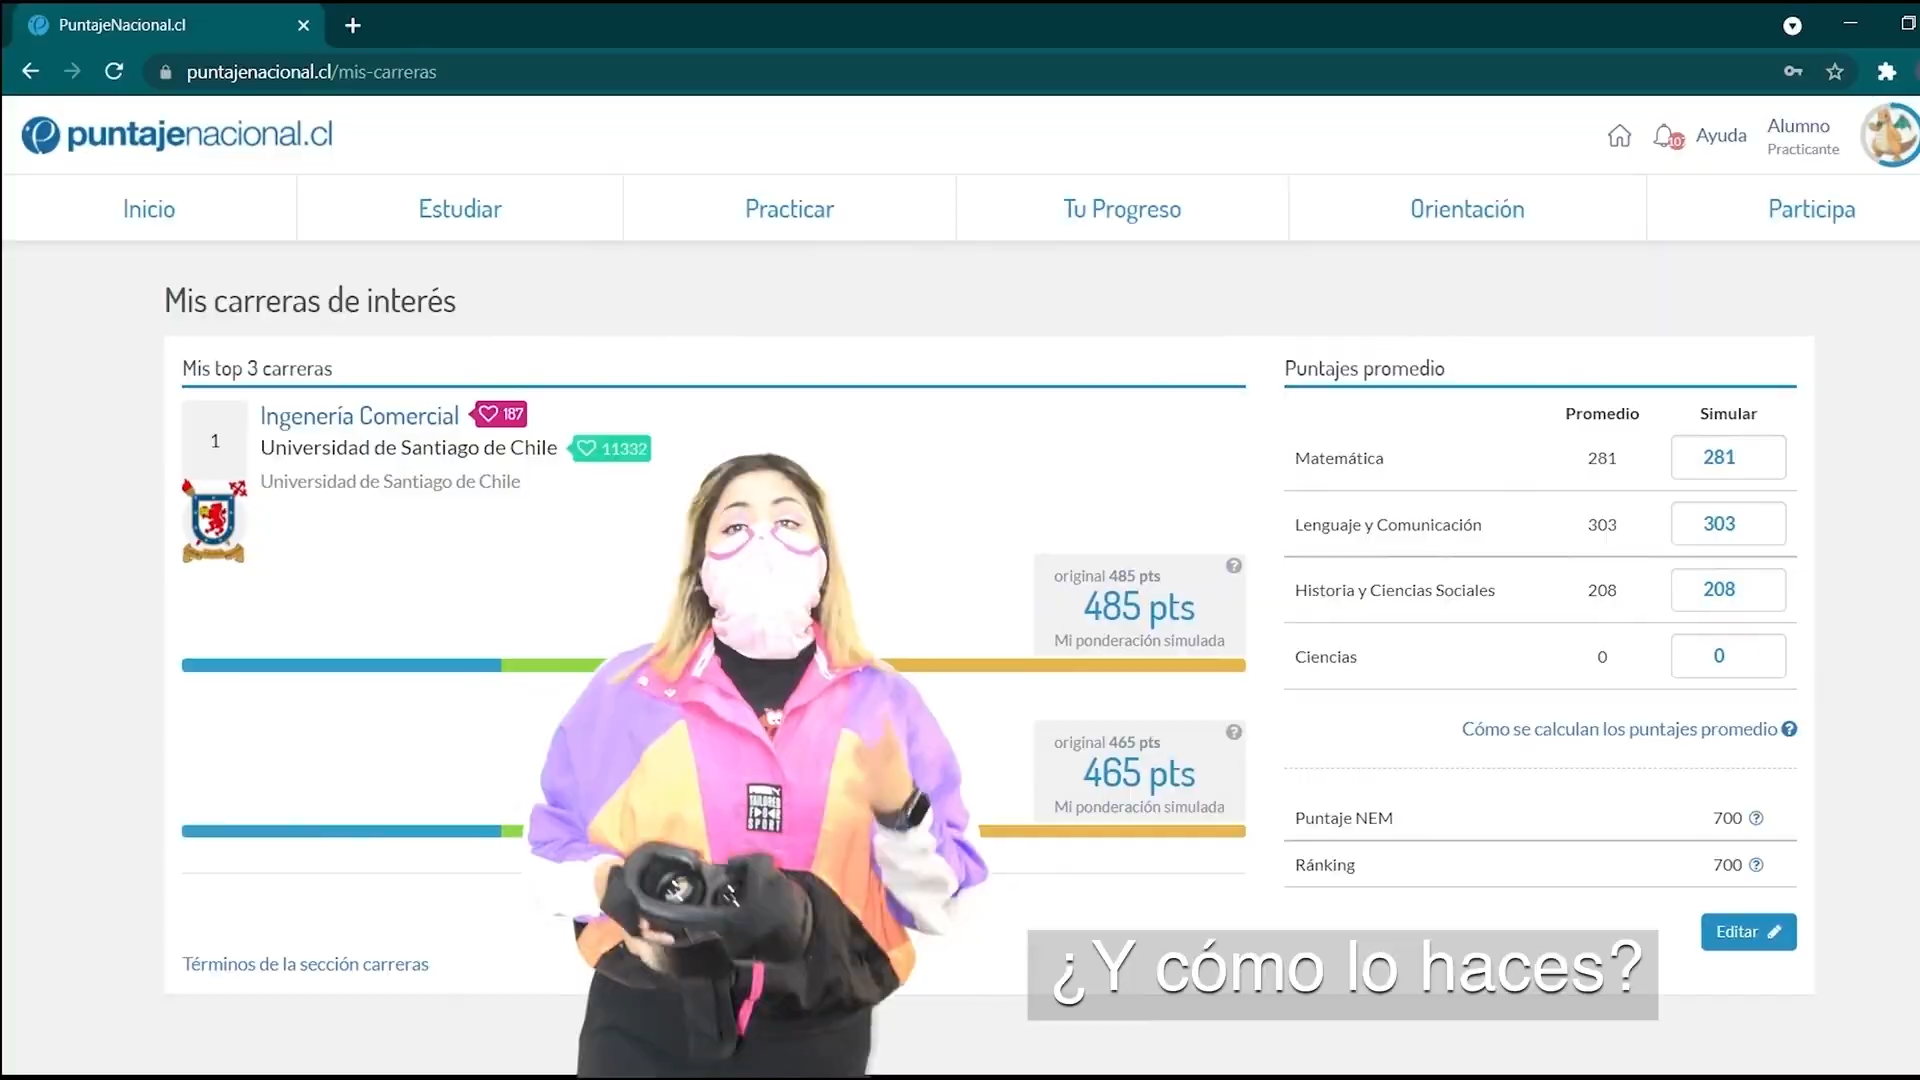 PuntajeNacional.cl
puntajenacional.cl/mis-carreras
puntajenacional.cl
107
Ayuda
Alumno
Practicante
Inicio
Estudiar
Practicar
Tu Progreso
Orientación
Participa
Mis carreras de interés
Mis top 3 carreras
1
Ingenería Comercial
187
Universidad de Santiago de Chile
11332
Universidad de Santiago de Chile
original 485 pts
485 pts
Mi ponderación simulada
original 465 pts
465 pts
Mi ponderación simulada
Términos de la sección carreras
Puntajes promedio
Promedio Simular
Matemática 281 281
Lenguaje y Comunicación 303 303
Historia y Ciencias Sociales 208 208
Ciencias 0 0
Cómo se calculan los puntajes promedio
Puntaje NEM 700
Ránking 700
Editar
TAILORED
SPORT
¿Y cómo lo haces?